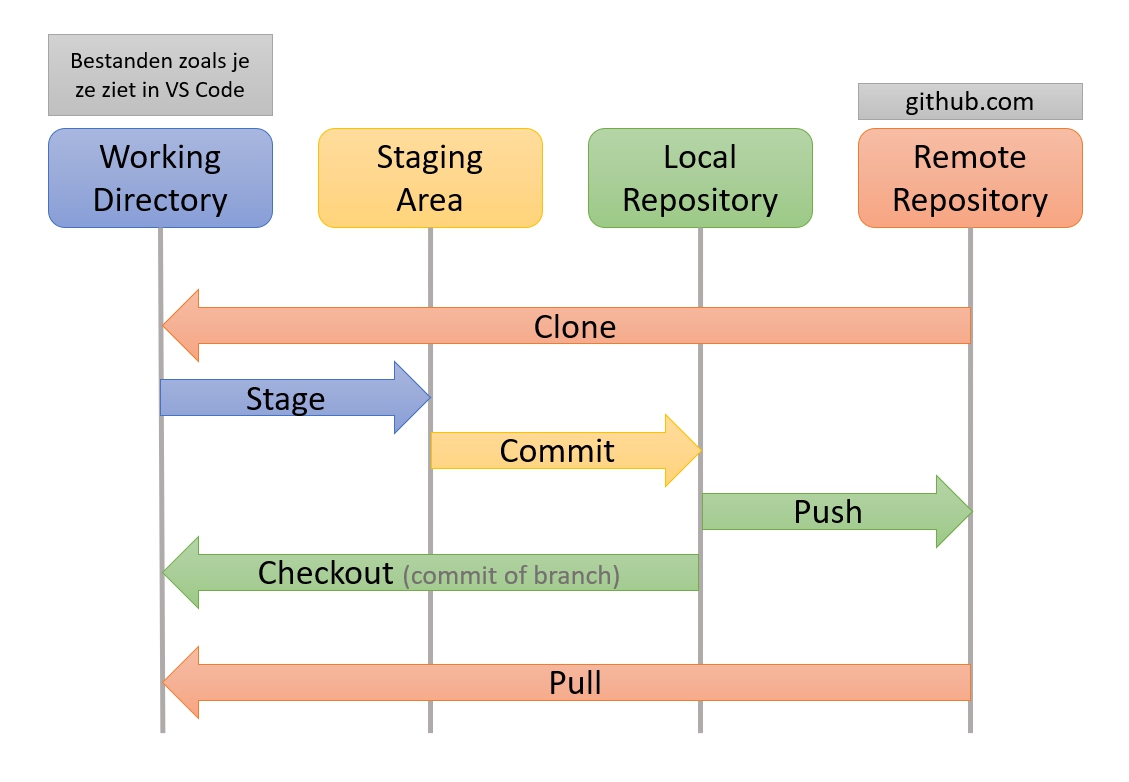 Bestanden zoals je
ze ziet in VS Code
github.com
Working
Directory
Staging
Area
Local
Repository
Remote
Repository
Clone
Stage
Commit
Push
Checkout (commit of branch)
Pull